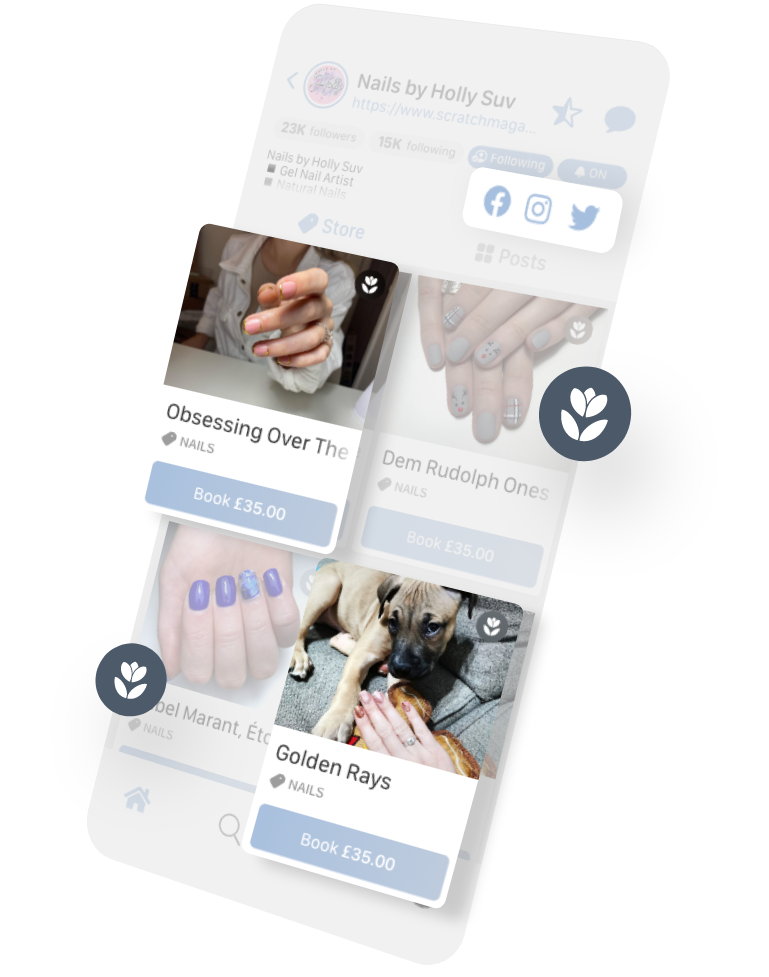 Nails by Holly Suv
https://www.scratchmaga...
23K followers
15K following
Following
ON
Nails by Holly Suv
Gel Nail Artist
Natural Nails
Store
Posts
Obsessing Over The
NAILS
Book £35.00
Dem Rudolph Ones
NAILS
Book £35.00
bel Marant, Éto
NAILS
Golden Rays
NAILS
Book £35.00